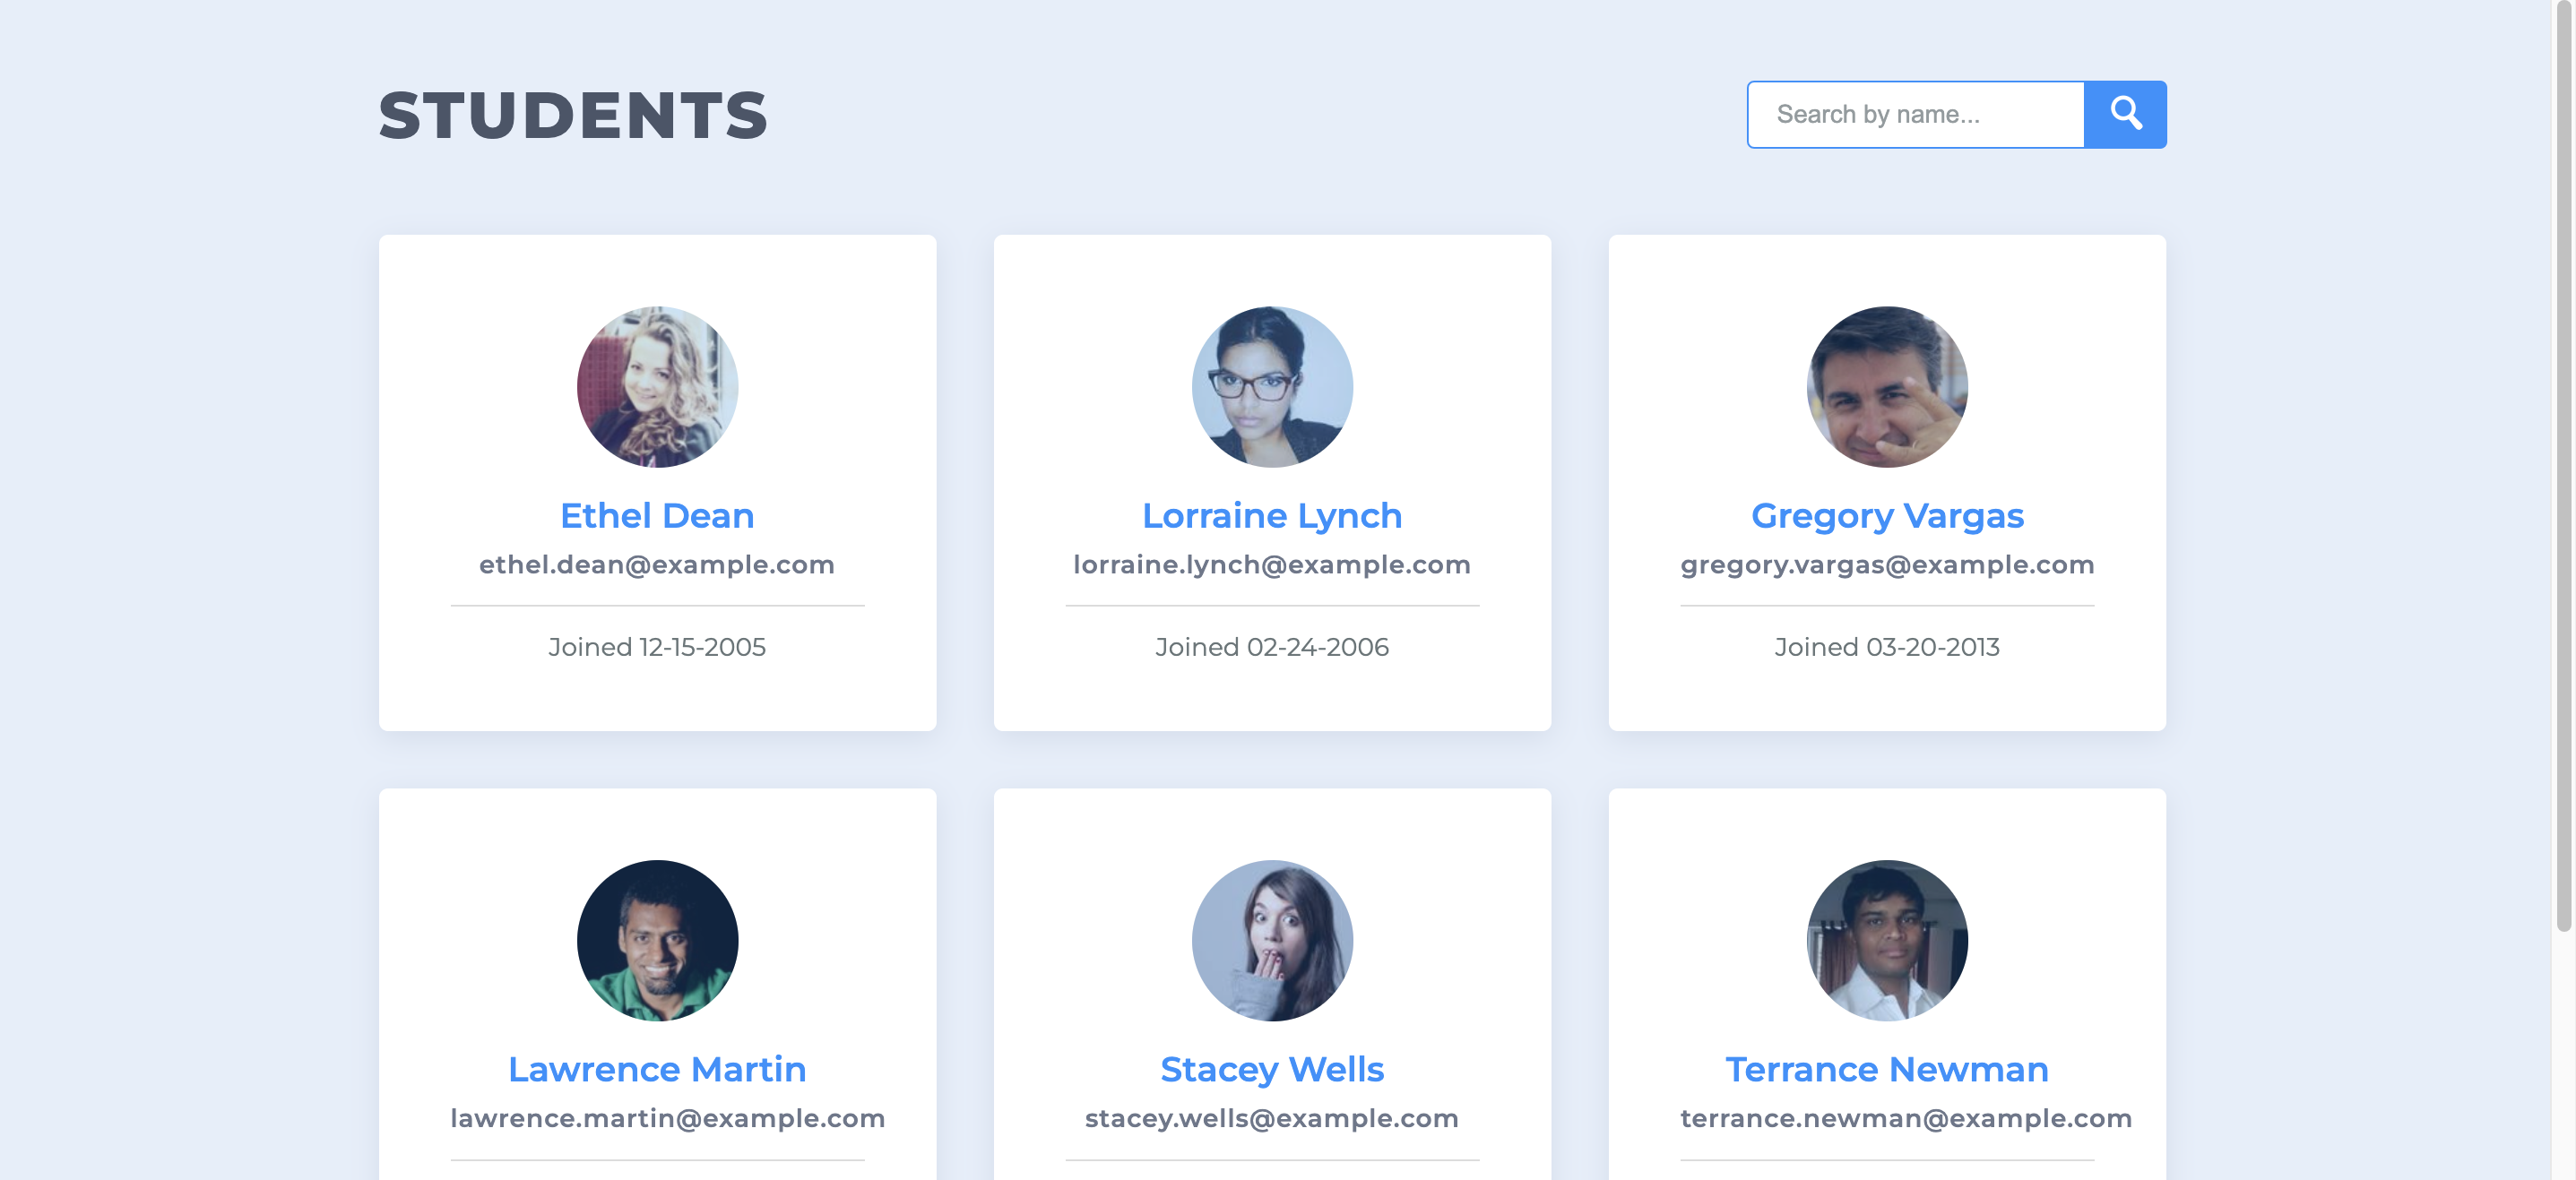 STUDENTS
Search by name...
Ethel Dean
ethel.dean@example.com
Joined 12-15-2005
Lorraine Lynch
lorraine.lynch@example.com
Joined 02-24-2006
Gregory Vargas
gregory.vargas@example.com
Joined 03-20-2013
Lawrence Martin
lawrence.martin@example.com
Stacey Wells
stacey.wells@example.com
Terrance Newman
terrance.newman@example.com